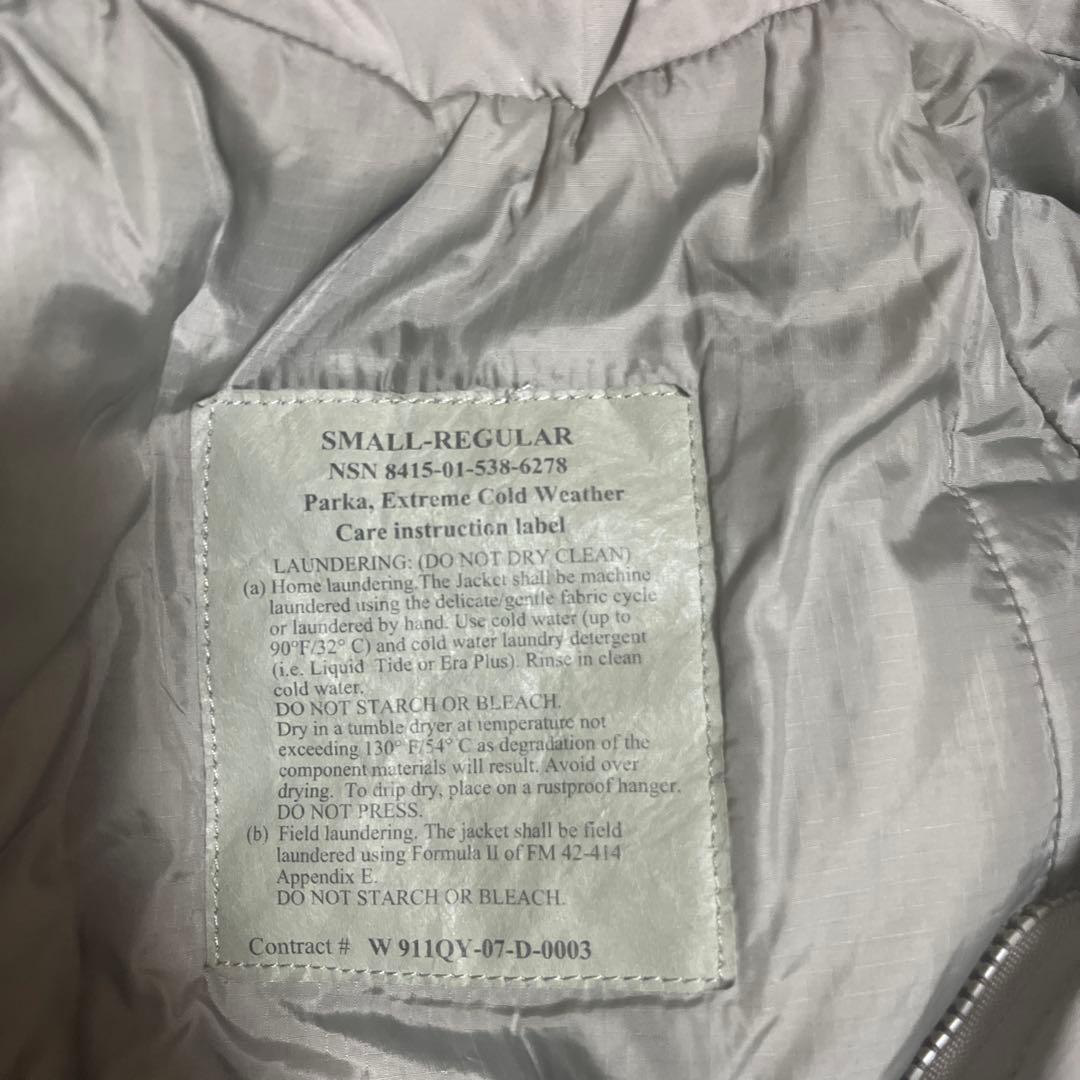 SMALL-REGULAR
NSN 8415-01-538-6278
Parka, Extreme Cold Weather
Care instruction label
LAUNDERING: (DO NOT DRY CLEAN)
(a) Home laundering.The Jacket shall be machine
laundered using the delicate/gentle fabric cycle
or laundered by hand. Use cold water (up to
90°F/32° C) and cold water laundry detergent
(i.e. Liquid Tide or Era Plus). Rinse in clean
cold water.
DO NOT STARCH OR BLEACH.
Dry in a tumble dryer at temperature not
exceeding 130° F/54° C as degradation of the
component materials will result. Avoid over
drying. To drip dry, place on a rustproof hanger.
DO NOT PRESS.
(b) Field laundering. The jacket shall be field
laundered using Formula II of FM 42-414
Appendix E.
DO NOT STARCH OR BLEACH.
Contract # W 911QY-07-D-0003